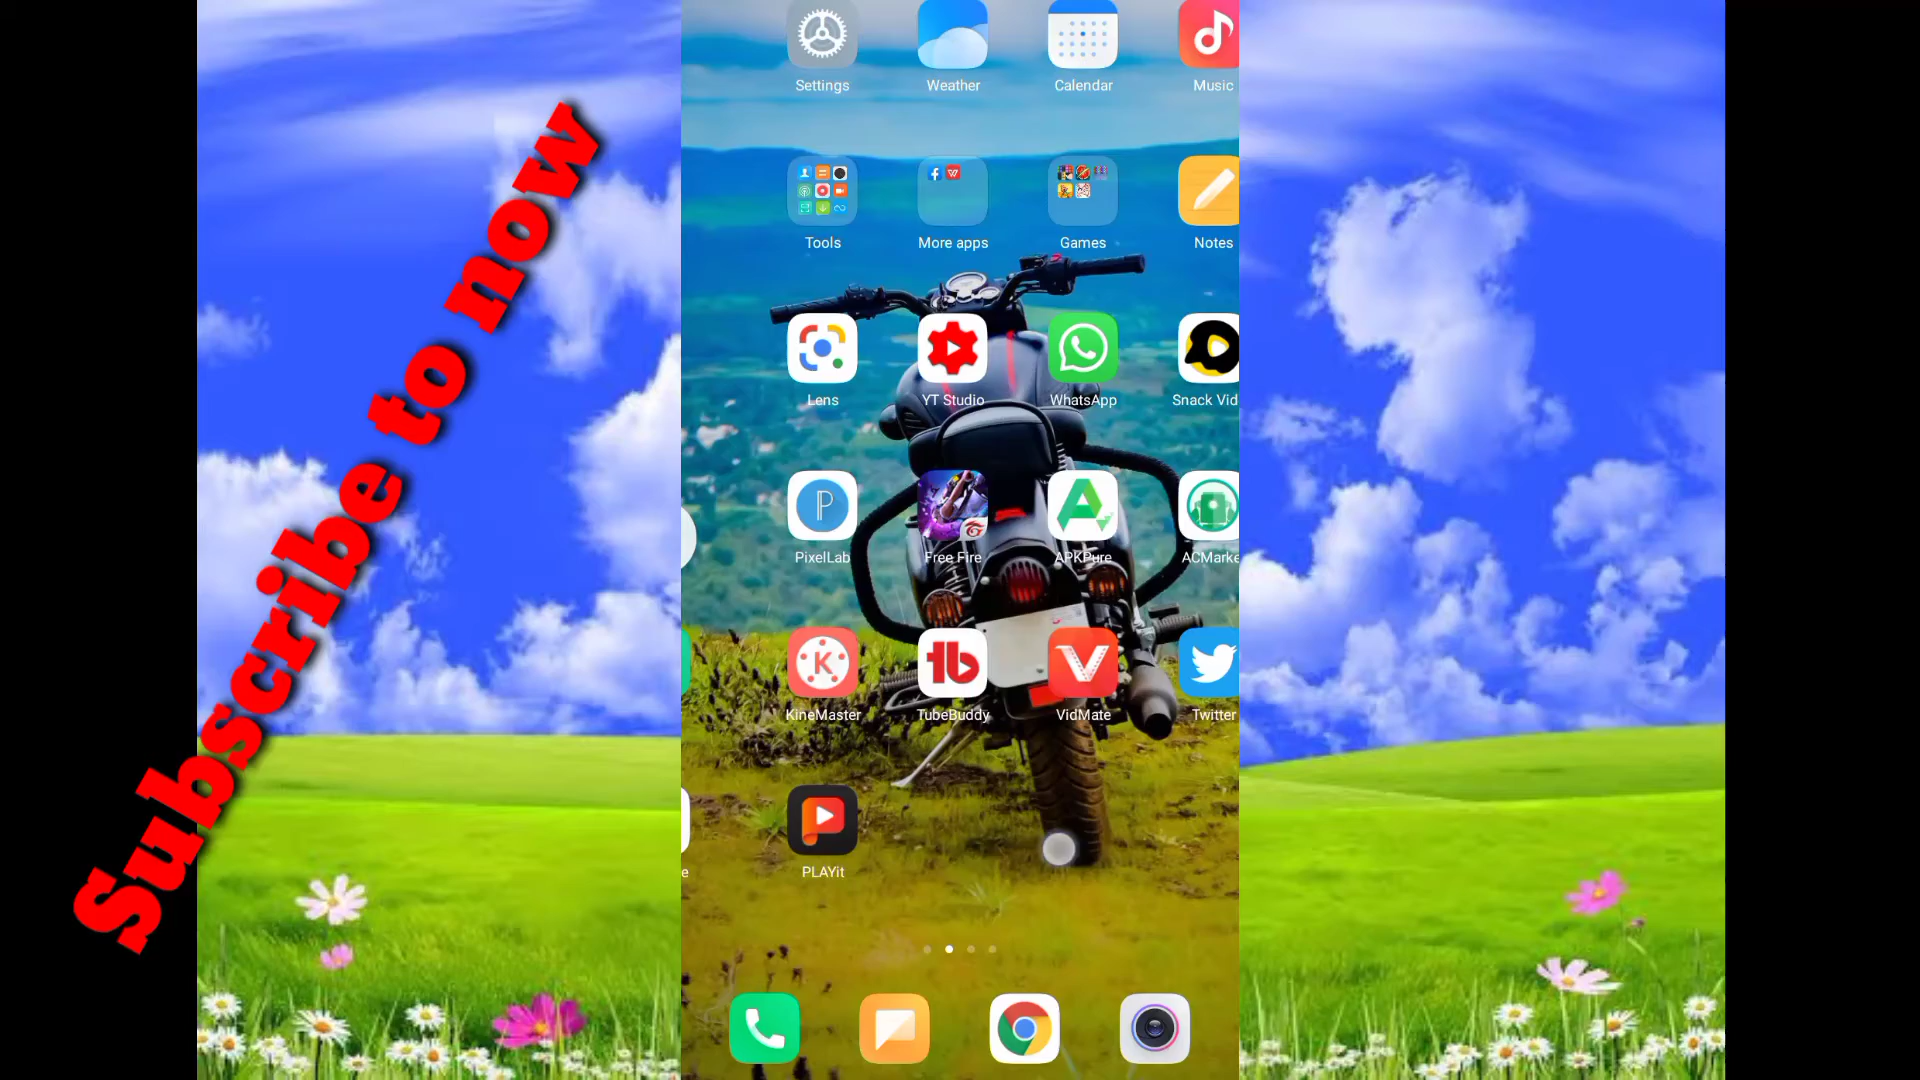 Subscribe to now
Settings
Weather
Calendar
Music
Tools
More apps
Games
Notes
Lens
YT Studio
WhatsApp
Snack Vid
PixelLab
Free Fire
APKPure
ACMarke
KineMaster
TubeBuddy
VidMate
Twitter
e
PLAYit